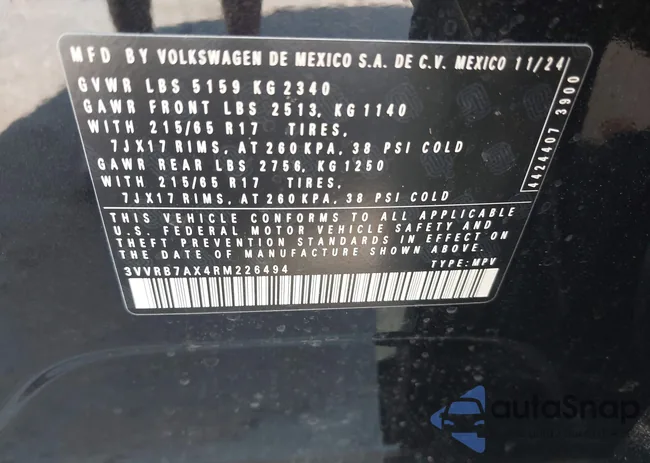 MFD BY VOLKSWAGEN DE MEXICO S.A. DE C.V. MEXICO 11/24
GVWR LBS 5159 KG 2340
GAWR FRONT LBS 2513, KG 1140
WITH 215/65 R17 TIRES,
7JX17 RIMS, AT 260KPA, 38 PSI COLD
GAWR REAR LBS 2756, KG 1250
WITH 215/65 R17 TIRES,
7JX17 RIMS, AT 260KPA, 38 PSI COLD
THIS VEHICLE CONFORMS TO ALL APPLICABLE
U.S. FEDERAL MOTOR VEHICLE SAFETY AND
THEFT PREVENTION STANDARDS IN EFFECT ON
THE DATE OF MANUFACTURE SHOWN ABOVE.
3VVRB7AX4RM226494 TYPE: MPV
4424407 3900
autoSnap